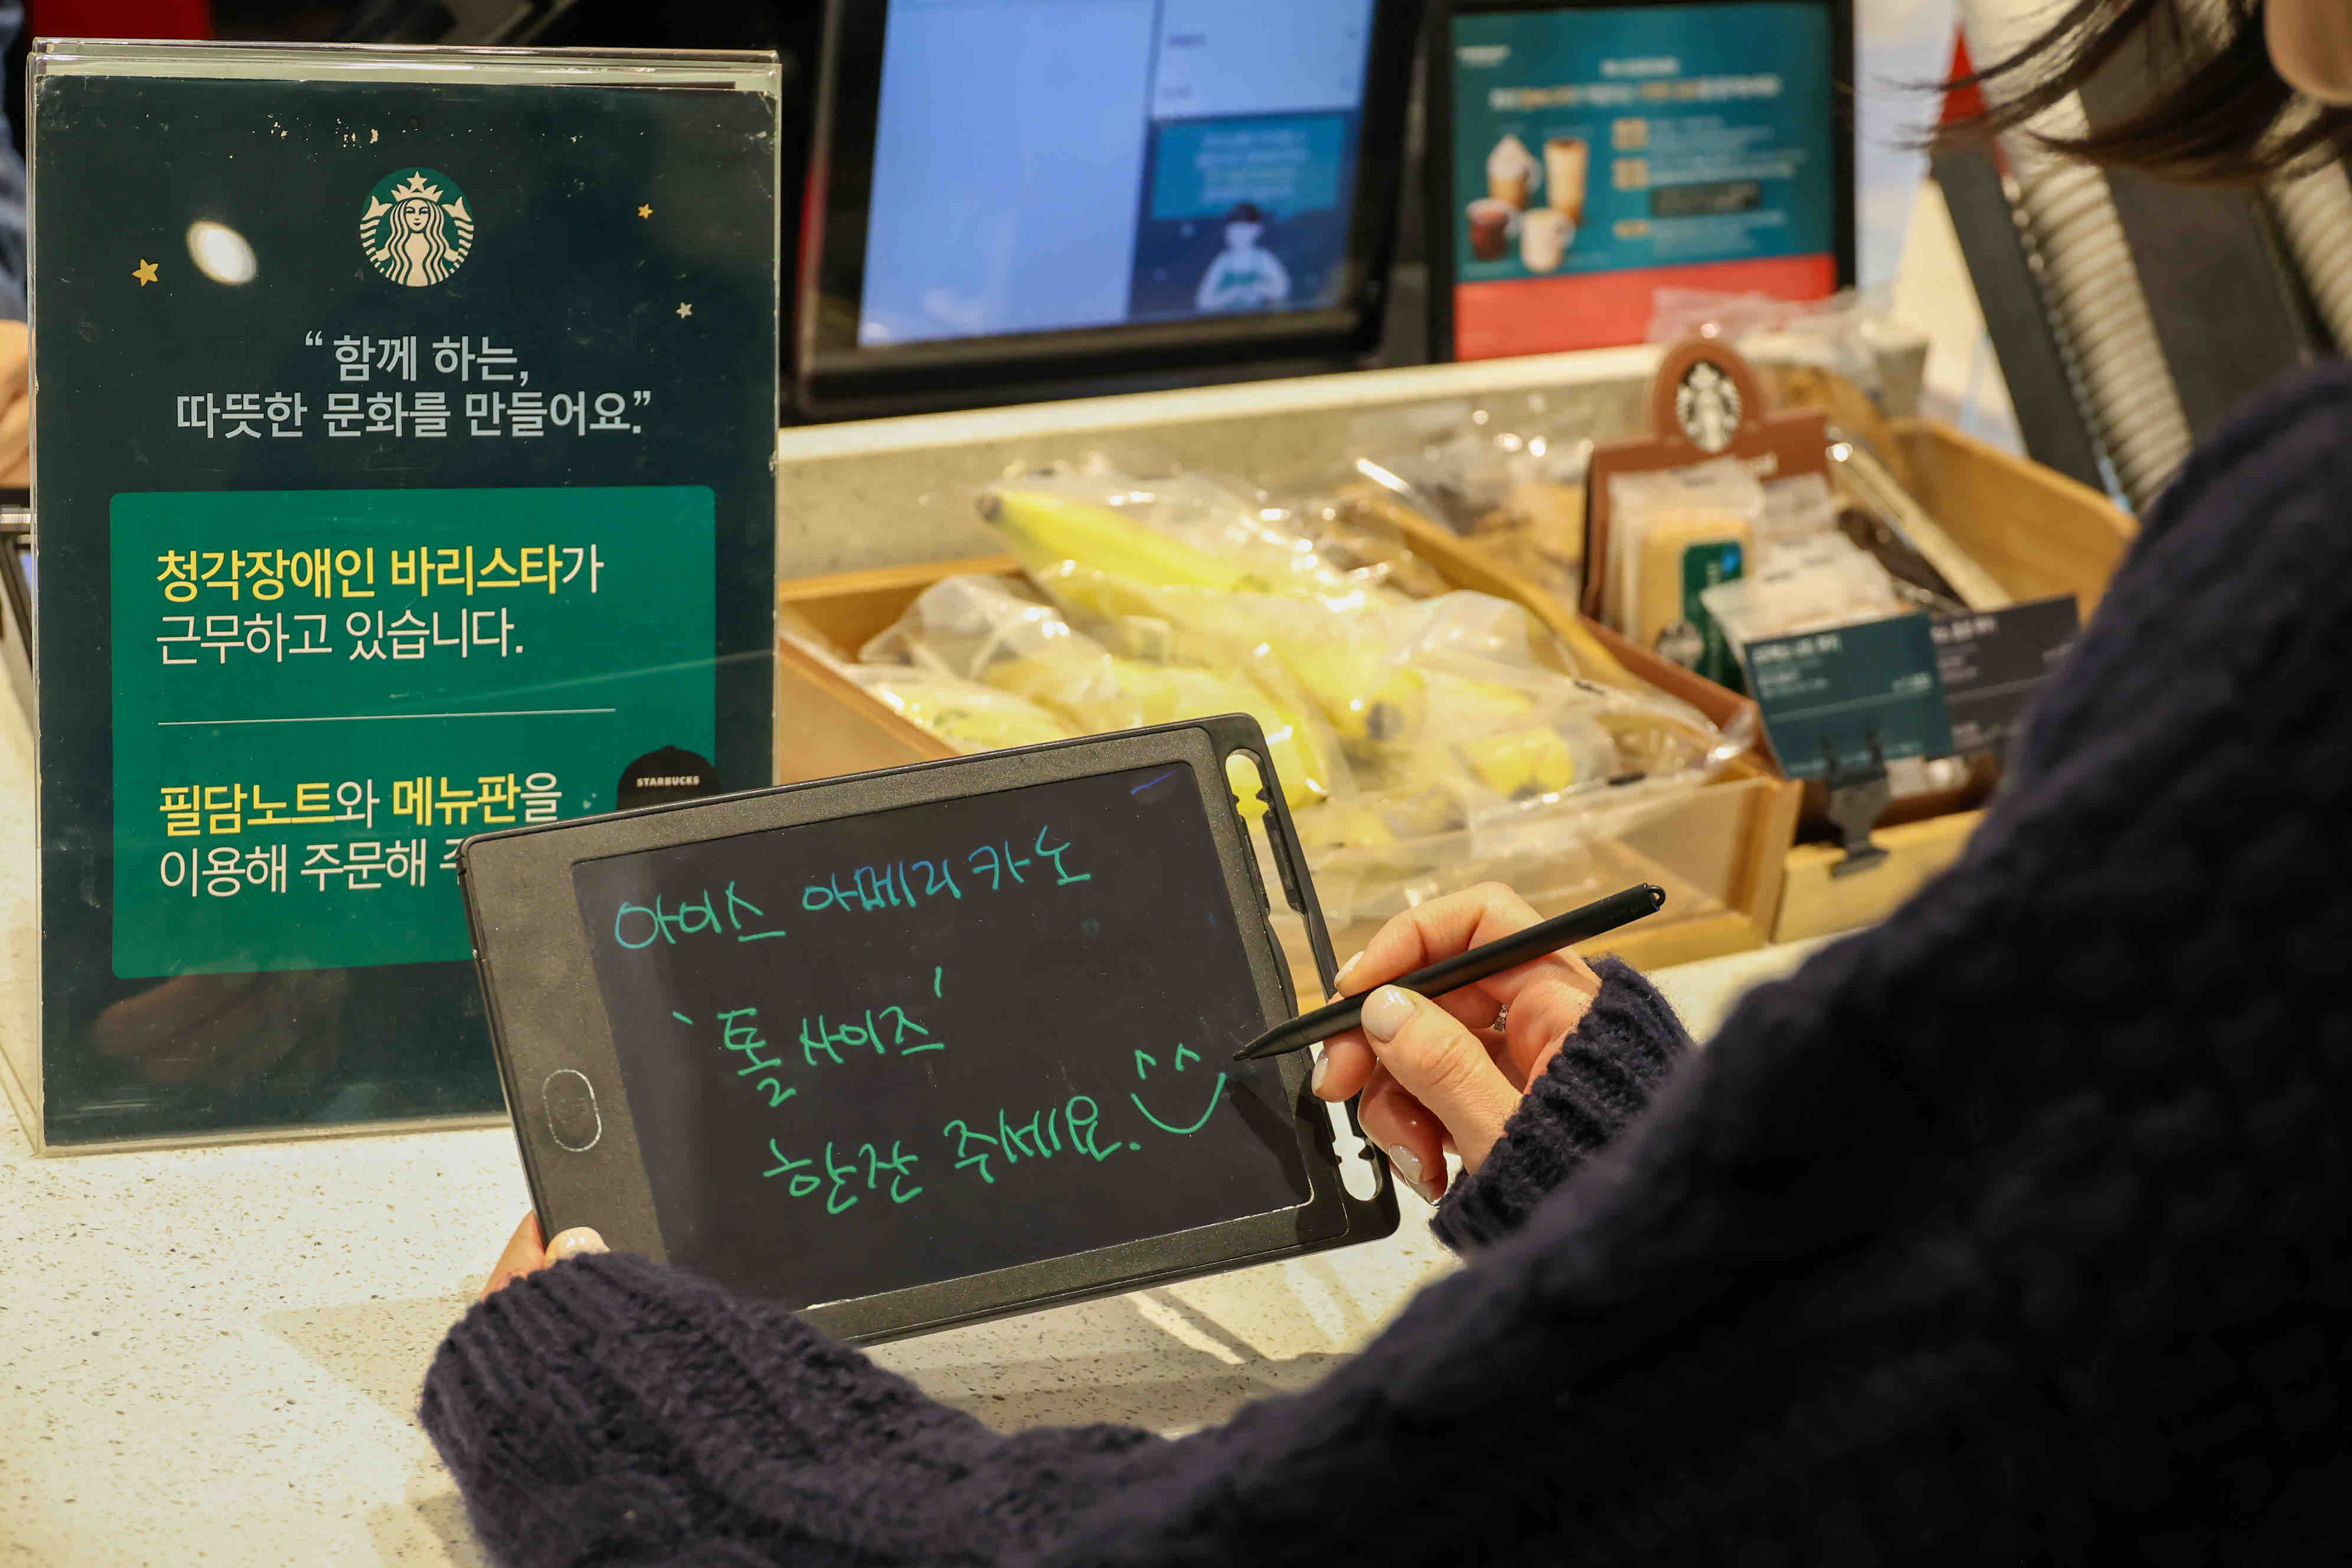 “함께 하는,
따뜻한 문화를 만들어요.”
청각장애인 바리스타가
근무하고 있습니다.
STARBUCKS
필담노트와 메뉴판을
이용해 주문해
아이스 아메리카노
'톨 사이즈'
한잔 주세요.